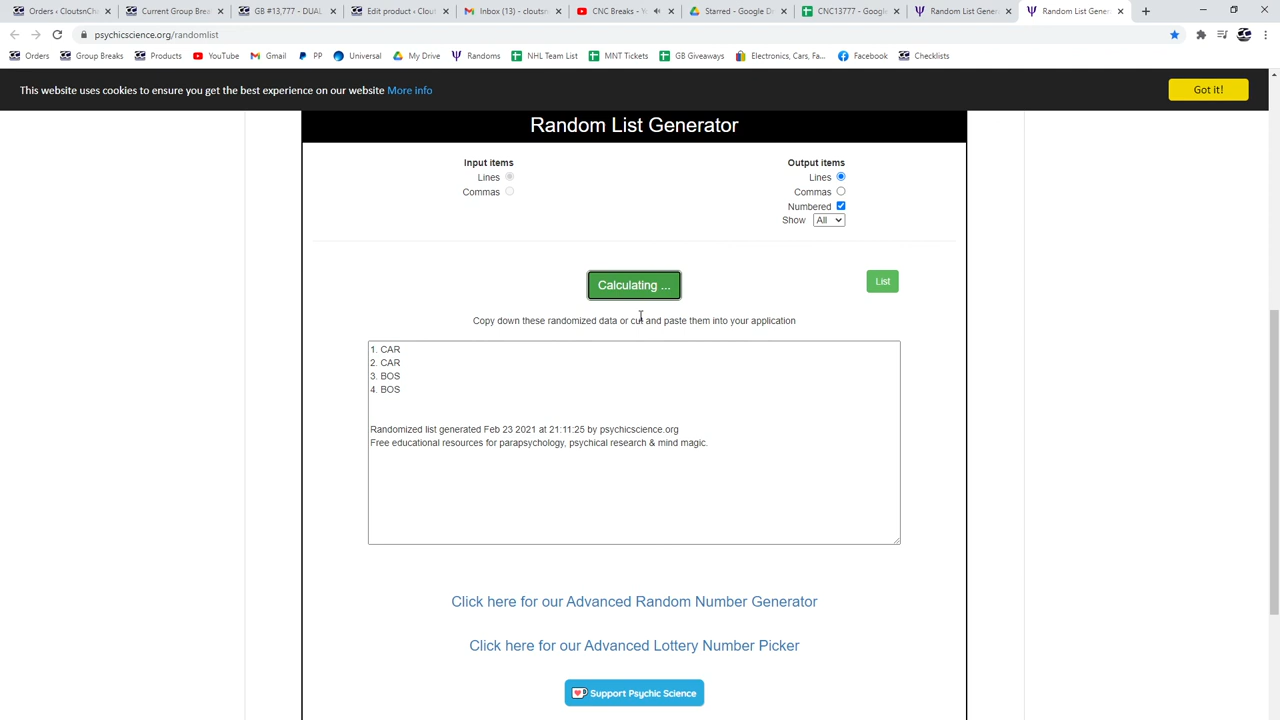 Orders ‹ CloutsnCh
Current Group Brea
GB #13,777 - DUAL
Edit product ‹ Clou
Inbox (13) - cloutsn
CNC Breaks - Y
Starred - Google D
CNC13777 - Google
Random List Gener
Random List Gener
psychicscience.org/randomlist
Orders
Group Breaks
Products
YouTube
Gmail
PP
Universal
My Drive
Randoms
NHL Team List
MNT Tickets
GB Giveaways
Electronics, Cars, Fa...
Facebook
Checklists
This website uses cookies to ensure you get the best experience on our website More info
Got it!
Random List Generator
Input items
Lines
Commas
Output items
Lines
Commas
Numbered
Show All
Calculating ...
List
Copy down these randomized data or cut and paste them into your application
1. CAR
2. CAR
3. BOS
4. BOS
Randomized list generated Feb 23 2021 at 21:11:25 by psychicscience.org
Free educational resources for parapsychology, psychical research & mind magic.
Click here for our Advanced Random Number Generator
Click here for our Advanced Lottery Number Picker
Support Psychic Science